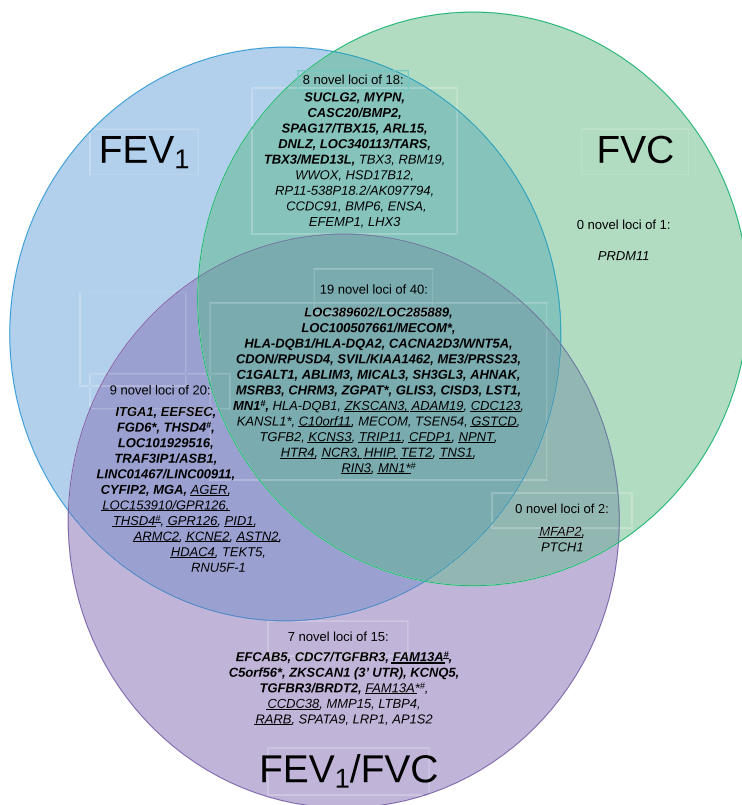 8 novel loci of 18:
SUCLG2, MYPN,
CASC20/BMP2,
SPAG17/TBX15, ARL15,
DNLZ, LOC340113/TARS,
TBX3/MED13L, TBX3, RBM19,
WWOX, HSD17B12,
RP11-538P18.2/AK097794,
CCDC91, BMP6, ENSA,
EFEMP1, LHX3
FEV1
FVC
0 novel loci of 1:
PRDM11
19 novel loci of 40:
LOC389602/LOC285889,
LOC100507661/MECOM*,
HLA-DQB1/HLA-DQA2, CACNA2D3/WNT5A,
CDON/RPUSD4, SVIL/KIAA1462, ME3/PRSS23,
C1GALT1, ABLIM3, MICAL3, SH3GL3, AHNAK,
MSRB3, CHRM3, ZGPAT*, GLIS3, CISD3, LST1,
MN1#, HLA-DQB1, ZKSCAN3, ADAM19, CDC123,
KANSL1*, C10orf11, MECOM, TSEN54, GSTCD,
TGFB2, KCNS3, TRIP11, CFDP1, NPNT,
HTR4, NCR3, HHIP, TET2, TNS1,
RIN3, MN1*#
9 novel loci of 20:
ITGA1, EEFSEC,
FGD6*, THSD4#,
LOC101929516,
TRAF3IP1/ASB1,
LINC01467/LINC00911,
CYFIP2, MGA, AGER,
LOC153910/GPR126,
THSD4#, GPR126, PID1,
ARMC2, KCNE2, ASTN2,
HDAC4, TEKT5,
RNU5F-1
0 novel loci of 2:
MFAP2,
PTCH1
7 novel loci of 15:
EFCAB5, CDC7/TGFBR3, FAM13A#,
C5orf56*, ZKSCAN1 (3' UTR), KCNQ5,
TGFBR3/BRDT2, FAM13A*#,
CCDC38, MMP15, LTBP4,
RARB, SPATA9, LRP1, AP1S2
FEV1/FVC